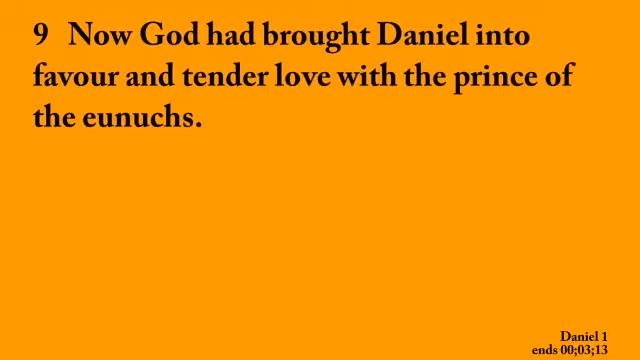 9 Now God had brought Daniel into
favour and tender love with the prince of
the eunuchs.
Daniel 1
ends 00;03;13